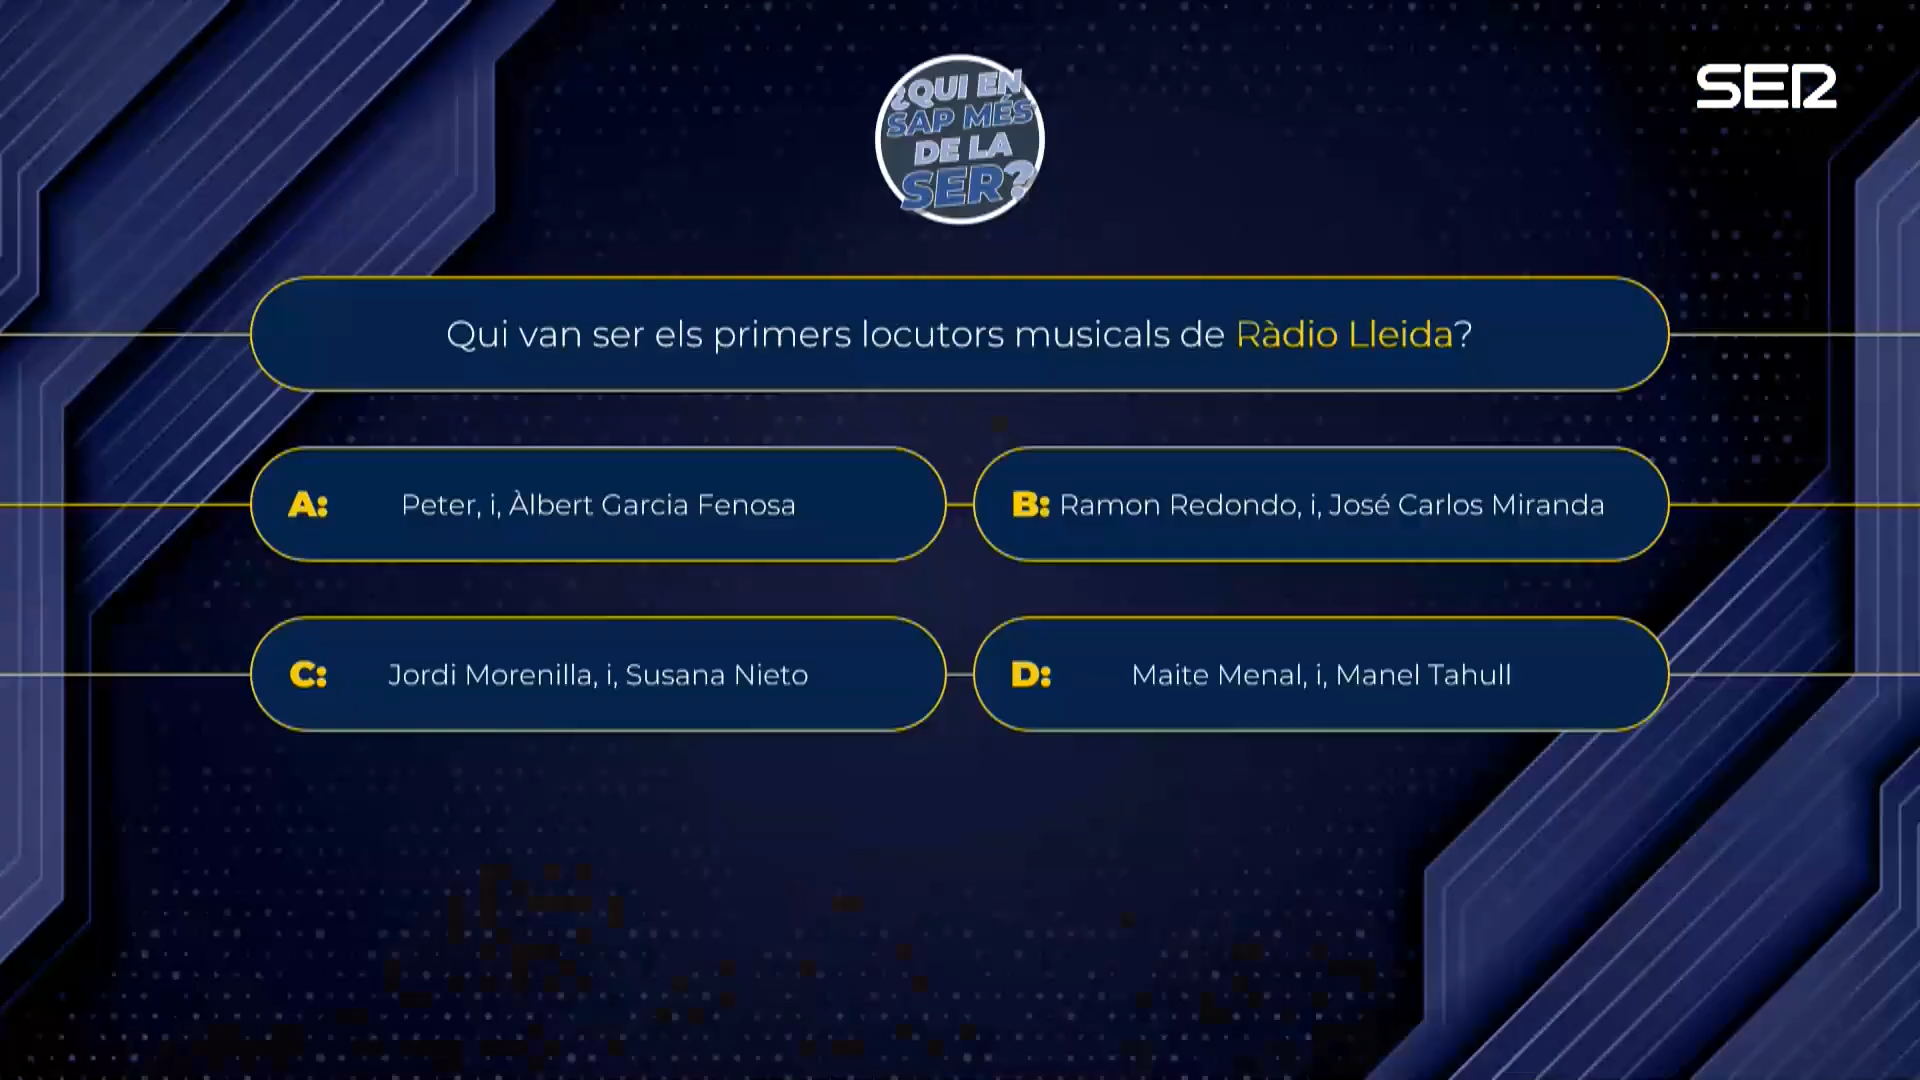 ¿QUI EN
SAP MÉS
DE LA
SER?
SER
Qui van ser els primers locutors musicals de Ràdio Lleida?
A: Peter, i, Àlbert Garcia Fenosa
B: Ramon Redondo, i, José Carlos Miranda
C: Jordi Morenilla, i, Susana Nieto
D: Maite Menal, i, Manel Tahull